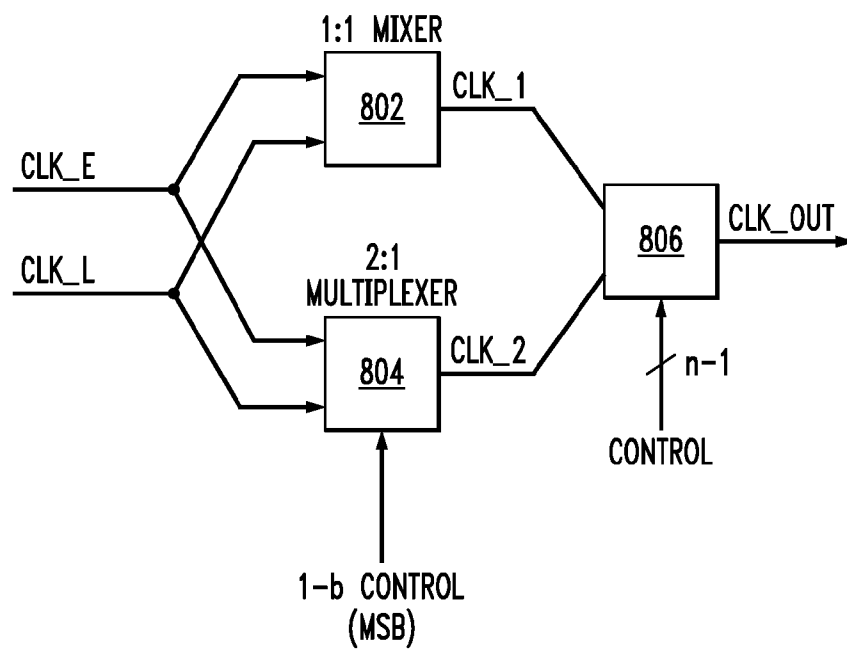 1:1 MIXER
802
CLK_1
CLK_E
CLK_L
806
CLK_OUT
2:1
MULTIPLEXER
804
CLK_2
n-1
CONTROL
1-b CONTROL
(MSB)